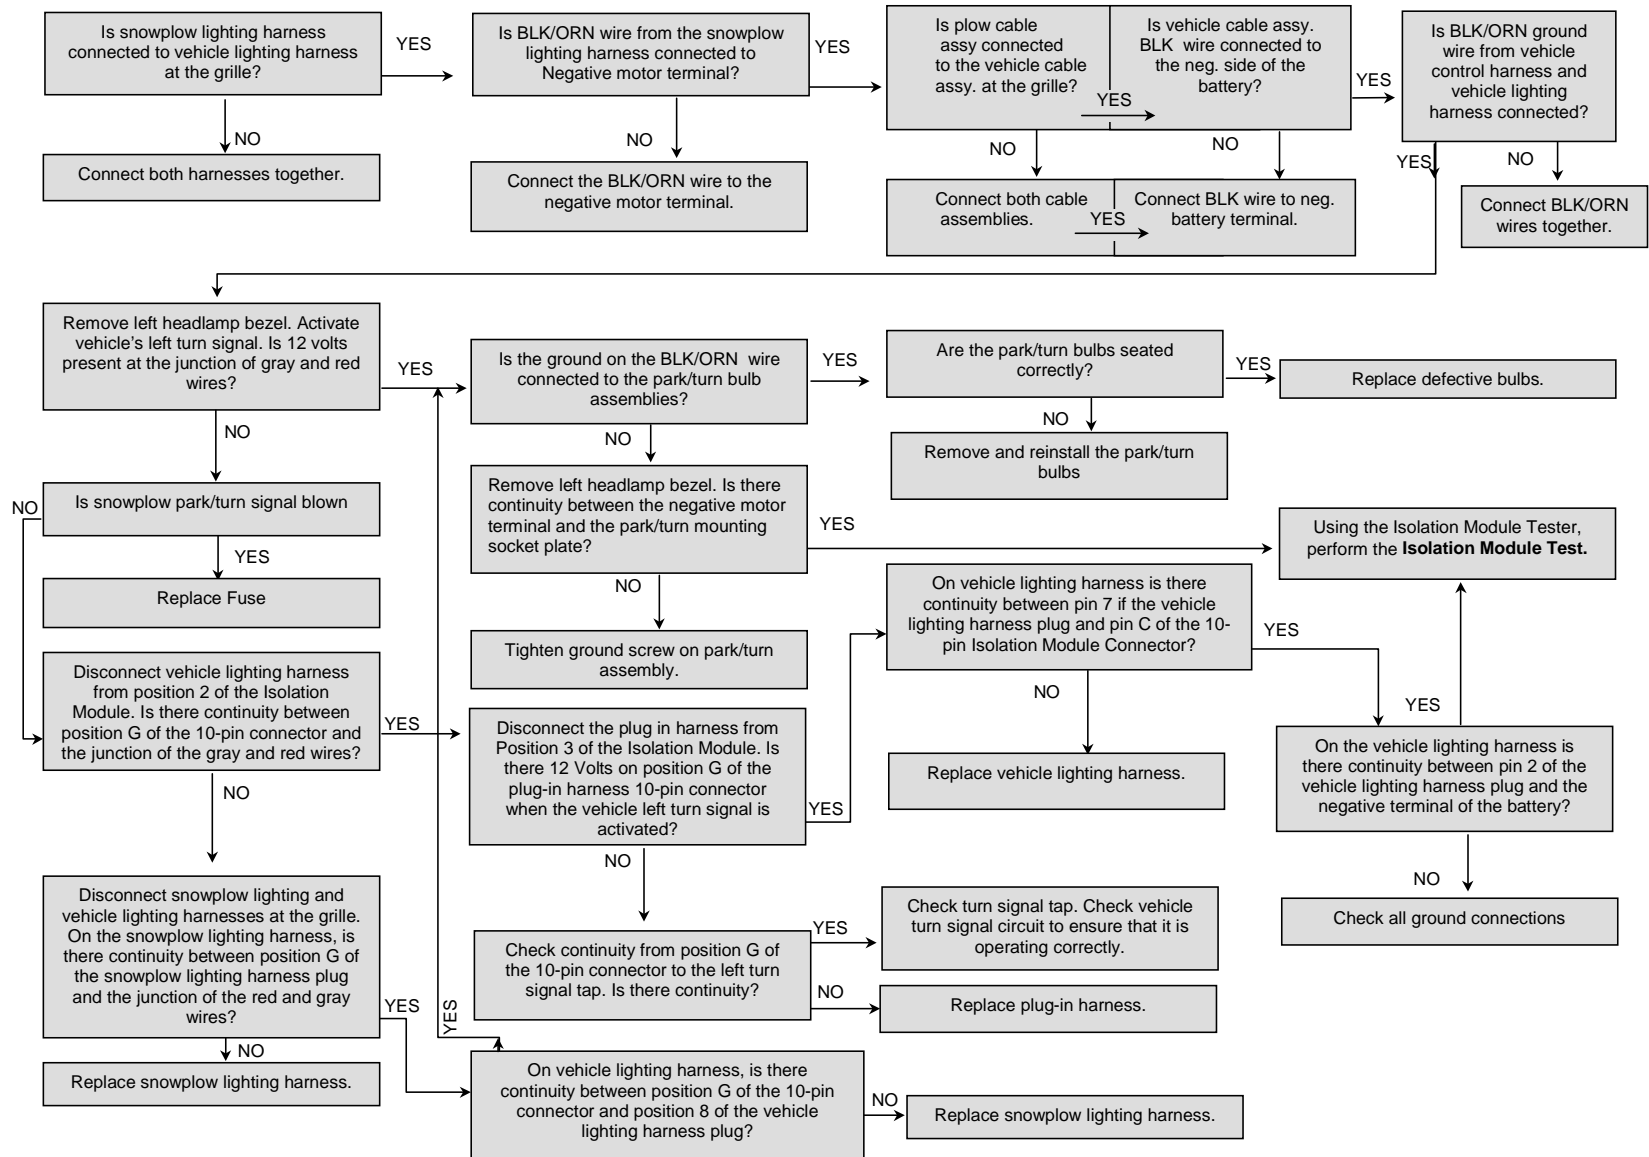 Is snowplow lighting harness
connected to vehicle lighting harness
at the grille?
YES
NO
Connect both harnesses together.
Is BLK/ORN wire from the snowplow
lighting harness connected to
Negative motor terminal?
YES
NO
Connect the BLK/ORN wire to the
negative motor terminal.
Is plow cable
assy connected
to the vehicle cable
assy. at the grille?
YES
NO
Connect both cable
assemblies.
YES
Is vehicle cable assy.
BLK wire connected to
the neg. side of the
battery?
YES
NO
Connect BLK wire to neg.
battery terminal.
Is BLK/ORN ground
wire from vehicle
control harness and
vehicle lighting
harness connected?
YES
NO
Connect BLK/ORN
wires together.
Remove left headlamp bezel. Activate
vehicle's left turn signal. Is 12 volts
present at the junction of gray and red
wires?
YES
NO
Is the ground on the BLK/ORN wire
connected to the park/turn bulb
assemblies?
YES
NO
Are the park/turn bulbs seated
correctly?
YES
Replace defective bulbs.
NO
Remove and reinstall the park/turn
bulbs
Is snowplow park/turn signal blown
NO
YES
Replace Fuse
Remove left headlamp bezel. Is there
continuity between the negative motor
terminal and the park/turn mounting
socket plate?
YES
NO
Using the Isolation Module Tester,
perform the Isolation Module Test.
Tighten ground screw on park/turn
assembly.
On vehicle lighting harness is there
continuity between pin 7 if the vehicle
lighting harness plug and pin C of the 10-
pin Isolation Module Connector?
YES
NO
Replace vehicle lighting harness.
Disconnect vehicle lighting harness
from position 2 of the Isolation
Module. Is there continuity between
position G of the 10-pin connector and
the junction of the gray and red wires?
YES
NO
Disconnect the plug in harness from
Position 3 of the Isolation Module. Is
there 12 Volts on position G of the
plug-in harness 10-pin connector
when the vehicle left turn signal is
activated?
YES
NO
YES
On the vehicle lighting harness is
there continuity between pin 2 of the
vehicle lighting harness plug and the
negative terminal of the battery?
NO
Check all ground connections
Disconnect snowplow lighting and
vehicle lighting harnesses at the grille.
On the snowplow lighting harness, is
there continuity between position G of
the snowplow lighting harness plug
and the junction of the red and gray
wires?
YES
NO
Replace snowplow lighting harness.
Check continuity from position G of
the 10-pin connector to the left turn
signal tap. Is there continuity?
YES
Check turn signal tap. Check vehicle
turn signal circuit to ensure that it is
operating correctly.
NO
Replace plug-in harness.
YES
On vehicle lighting harness, is there
continuity between position G of the 10-pin
connector and position 8 of the vehicle
lighting harness plug?
NO
Replace snowplow lighting harness.